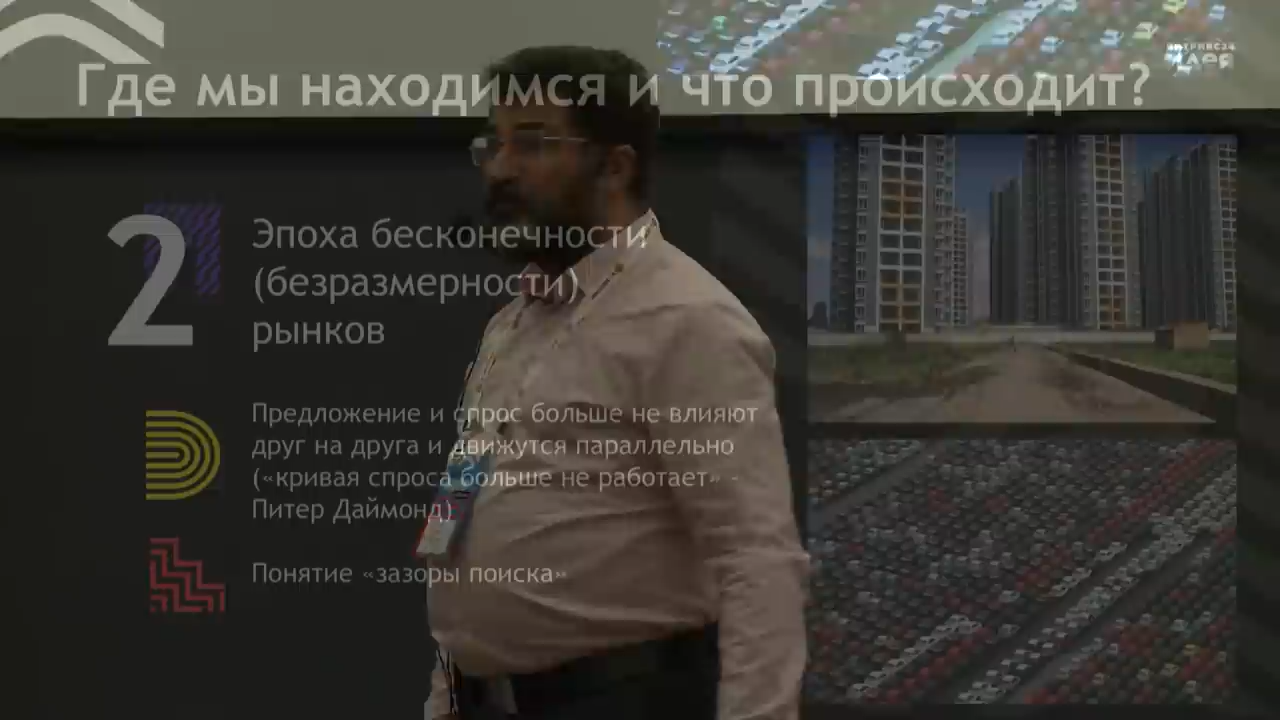 Где мы находимся и что происходит?
2
Эпоха бесконечности
(безразмерности)
рынков
Предложение и спрос больше не влияют
друг на друга и движутся параллельно
(«кривая спроса больше не работает» -
Питер Даймонд)
Понятие «зазоры поиска»